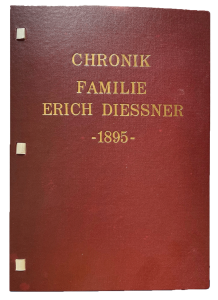 CHRONIK
FAMILIE
ERICH DIESSNER
-1895-